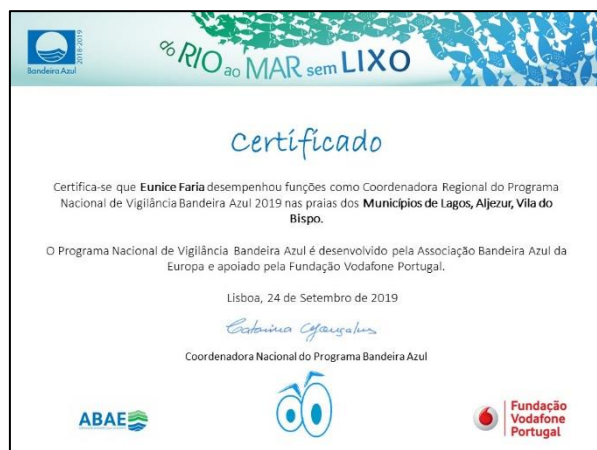 Bandeira Azul
2018-2019
do RIO ao MAR sem LIXO
Certificado
Certifica-se que Eunice Faria desempenhou funções como Coordenadora Regional do Programa
Nacional de Vigilância Bandeira Azul 2019 nas praias dos Municípios de Lagos, Aljezur, Vila do
Bispo.
O Programa Nacional de Vigilância Bandeira Azul é desenvolvido pela Associação Bandeira Azul da
Europa e apoiado pela Fundação Vodafone Portugal.
Lisboa, 24 de Setembro de 2019
Catarina Gonçalves
Coordenadora Nacional do Programa Bandeira Azul
ABAE
Fundação
Vodafone
Portugal